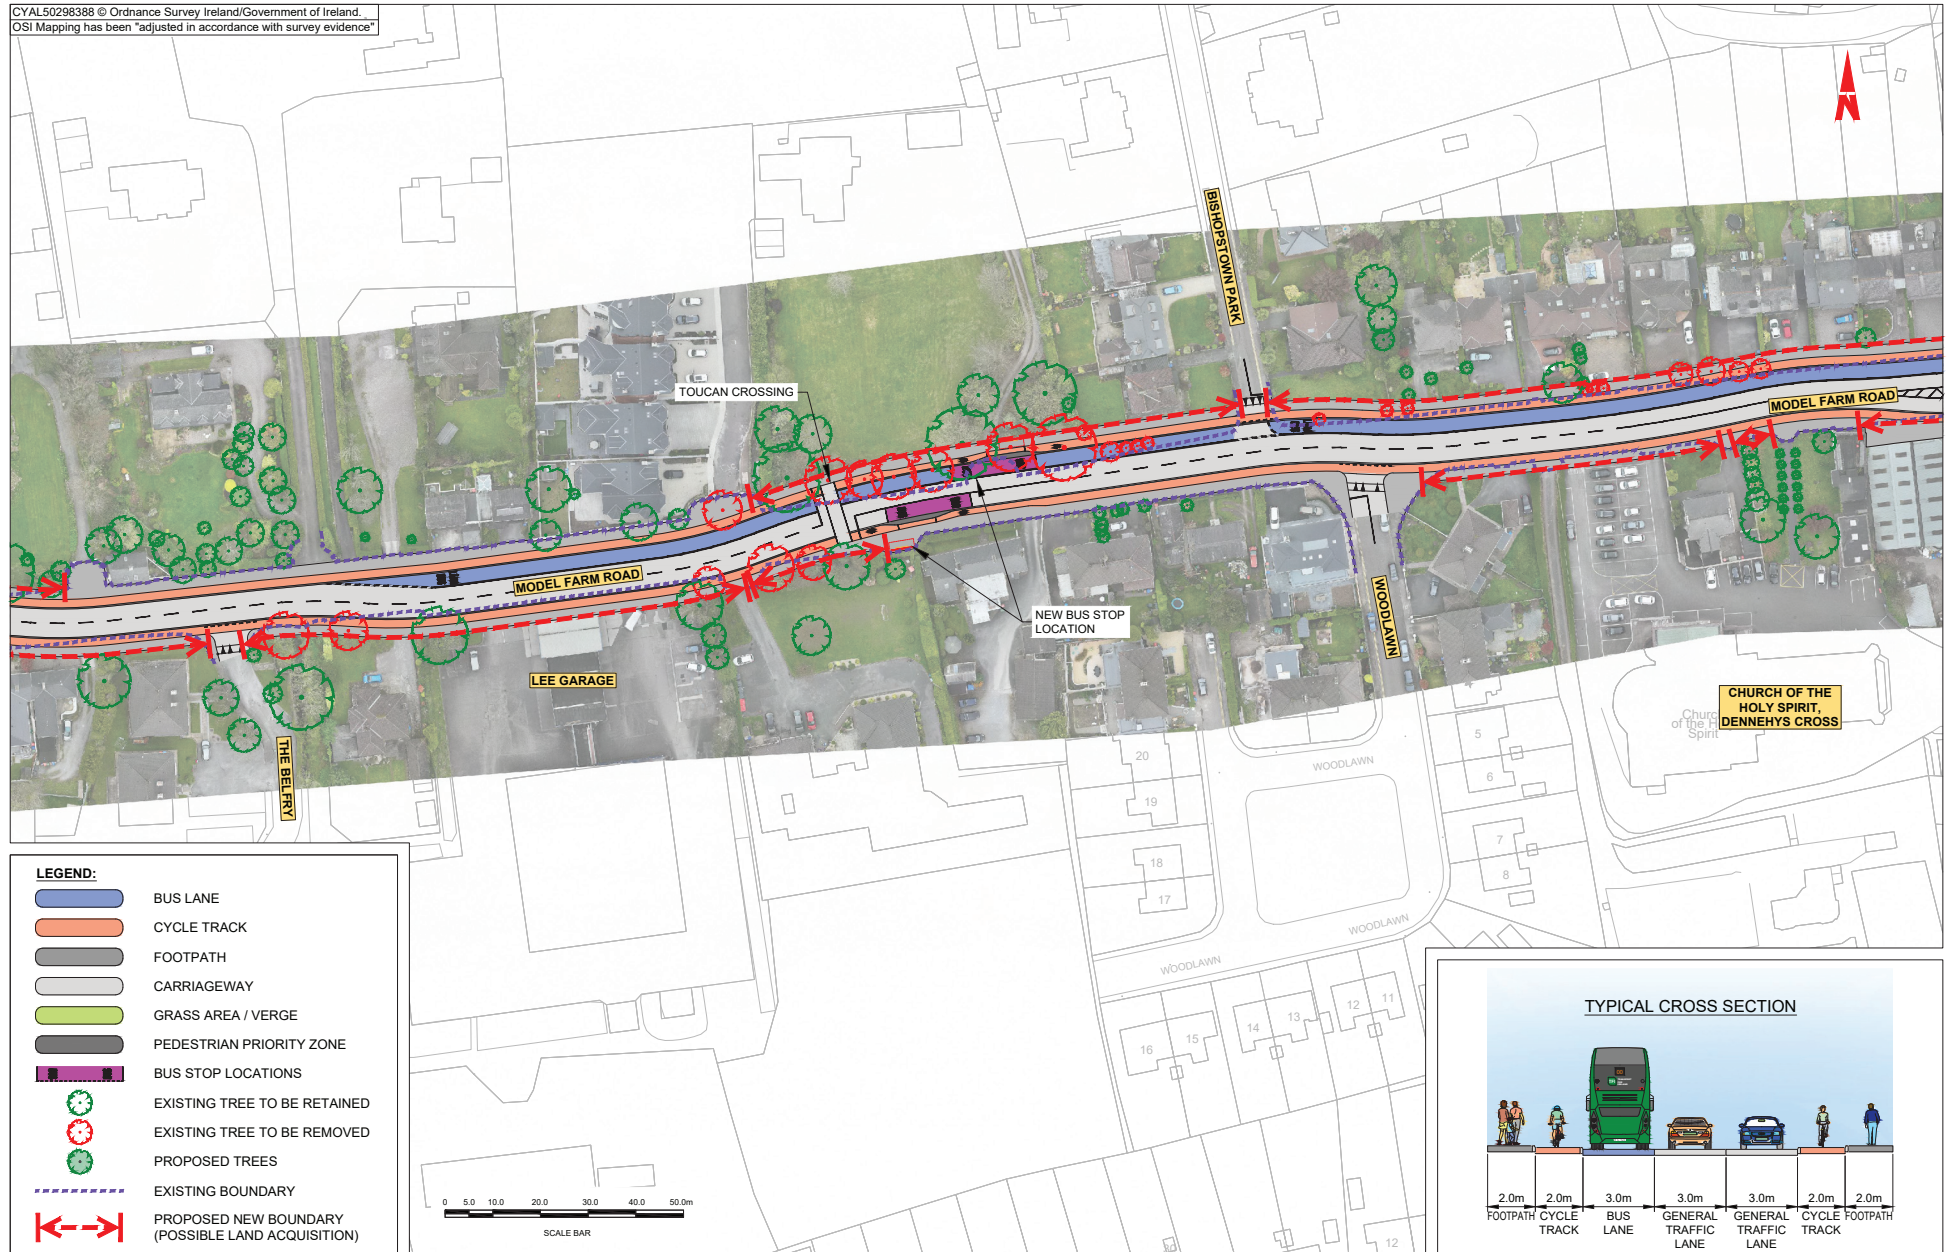 CYAL50298388 © Ordnance Survey Ireland/Government of Ireland.
OSI Mapping has been "adjusted in accordance with survey evidence"
N
BISHOPSTOWN PARK
TOUCAN CROSSING
MODEL FARM ROAD
MODEL FARM ROAD
NEW BUS STOP
LOCATION
WOODLAWN
LEE GARAGE
THE BELFRY
CHURCH OF THE
HOLY SPIRIT,
DENNEHYS CROSS
Church
of the H
Spirit
WOODLAWN
WOODLAWN
WOODLAWN
20
19
18
17
5
6
7
8
16
15
14
13
12
11
12
20
LEGEND:
BUS LANE
CYCLE TRACK
FOOTPATH
CARRIAGEWAY
GRASS AREA / VERGE
PEDESTRIAN PRIORITY ZONE
BUS STOP LOCATIONS
EXISTING TREE TO BE RETAINED
EXISTING TREE TO BE REMOVED
PROPOSED TREES
EXISTING BOUNDARY
PROPOSED NEW BOUNDARY
(POSSIBLE LAND ACQUISITION)
0 5.0 10.0 20.0 30.0 40.0 50.0m
SCALE BAR
TYPICAL CROSS SECTION
2.0m 2.0m 3.0m 3.0m 3.0m 2.0m 2.0m
FOOTPATH CYCLE TRACK BUS LANE GENERAL TRAFFIC LANE GENERAL TRAFFIC LANE CYCLE TRACK FOOTPATH